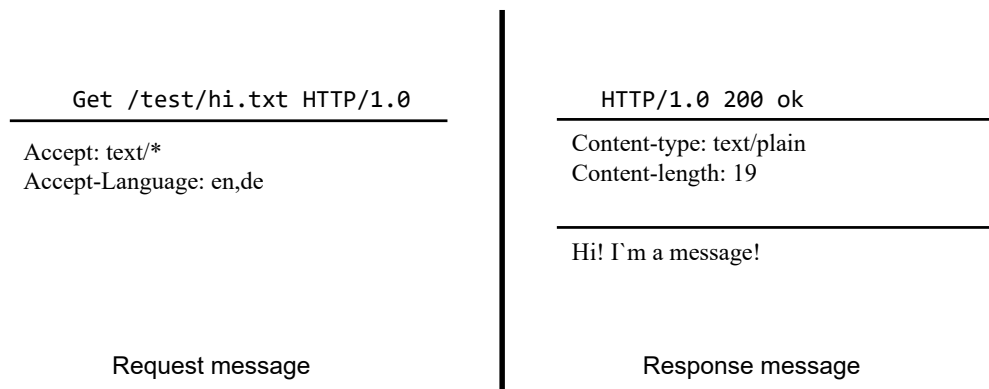 Get /test/hi.txt HTTP/1.0
Accept: text/*
Accept-Language: en,de
Request message
HTTP/1.0 200 ok
Content-type: text/plain
Content-length: 19
Hi! I`m a message!
Response message